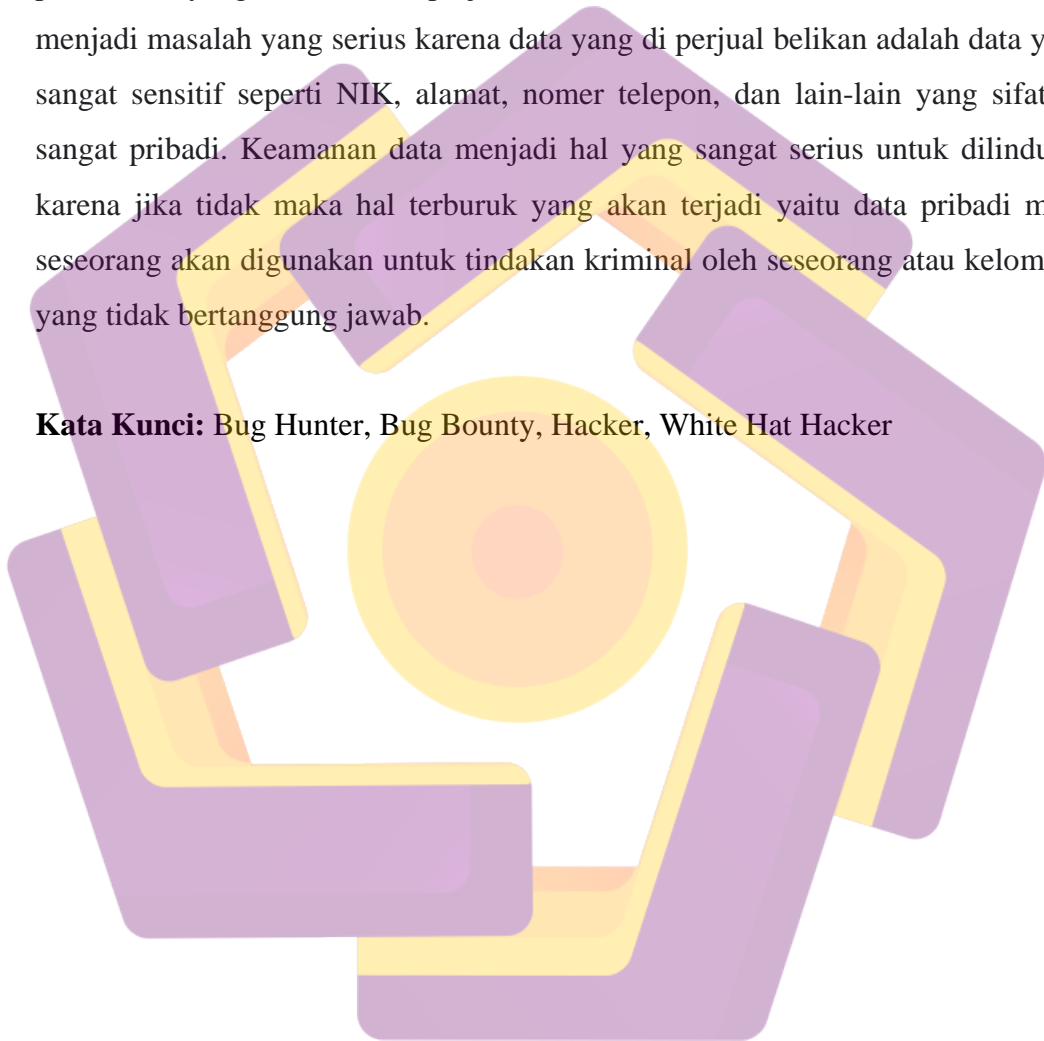 menjadi masalah yang serius karena data yang di perjual belikan adalah data
sangat sensitif seperti NIK, alamat, nomer telepon, dan lain-lain yang
sangat pribadi. Keamanan data menjadi hal yang sangat serius untuk
karena jika tidak maka hal terburuk yang akan terjadi yaitu data pribadi
seseorang akan digunakan untuk tindakan kriminal oleh seseorang atau
yang tidak bertanggung jawab.
Kata Kunci: Bug Hunter, Bug Bounty, Hacker, White Hat Hacker